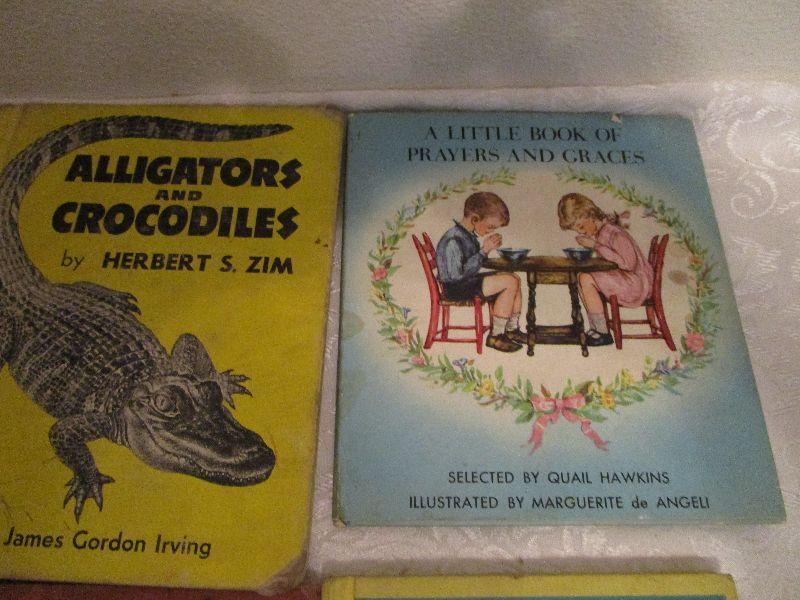 ALLIGATORS
AND
CROCODILES
by HERBERT S. ZIM
James Gordon Irving
A LITTLE BOOK OF
PRAYERS AND GRACES
SELECTED BY QUAIL HAWKINS
ILLUSTRATED BY MARGUERITE de ANGELI